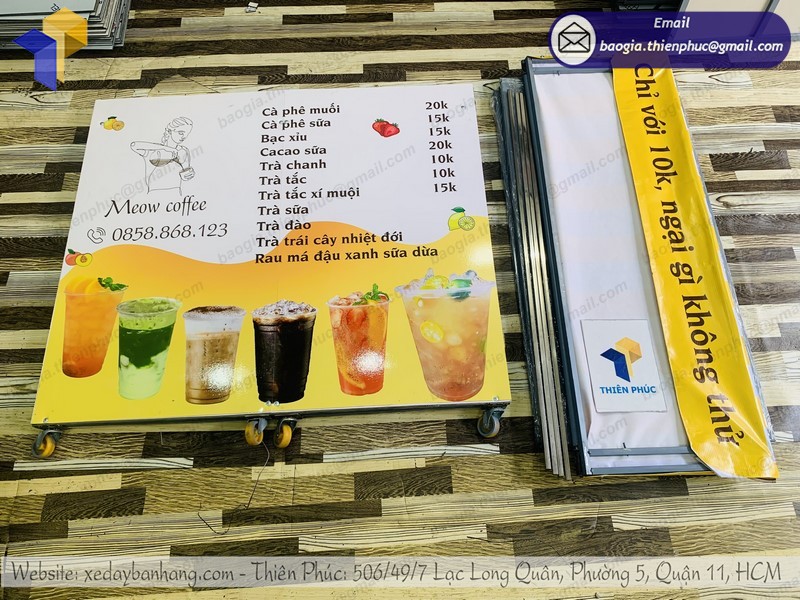 Email
baogia.thienphuc@gmail.com
Cà phê muối 20k
Cà phê sữa 15k
Bạc xỉu 15k
Cacao sữa 20k
Trà chanh 10k
Trà tắc 10k
Trà tắc xí muội 15k
Trà sữa
Trà đào
Trà trái cây nhiệt đới
Rau má đậu xanh sữa dừa
Meow coffee
0858.868.123
Chỉ với 10k, ngại gì không thử
THIÊN PHÚC
Website: xedaybanhang.com - Thiên Phúc: 506/49/7 Lạc Long Quân, Phường 5, Quận 11, HCM